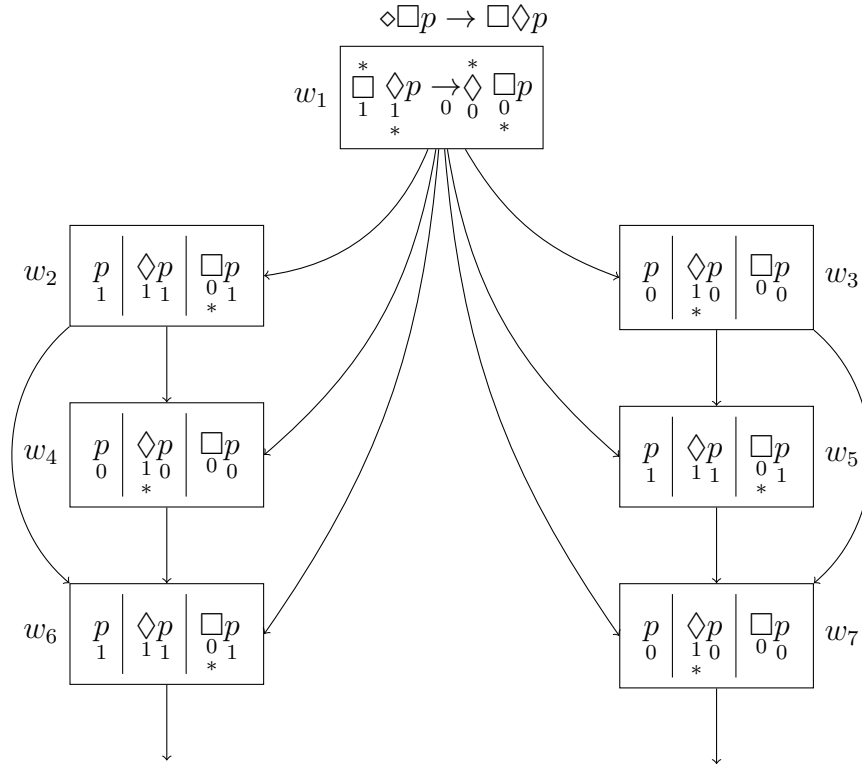 ⋄□p → □◇p
* *
w₁ □ ◇p → ◇ □p
1 1 0 0 0
* *
w₂ p | ◇p | □p
1 1 1 0 1
*
p | ◇p | □p w₃
0 1 0 0 0
*
w₄ p | ◇p | □p
0 1 0 0 0
*
p | ◇p | □p w₅
1 1 1 0 1
*
w₆ p | ◇p | □p
1 1 1 0 1
*
p | ◇p | □p w₇
0 1 0 0 0
*